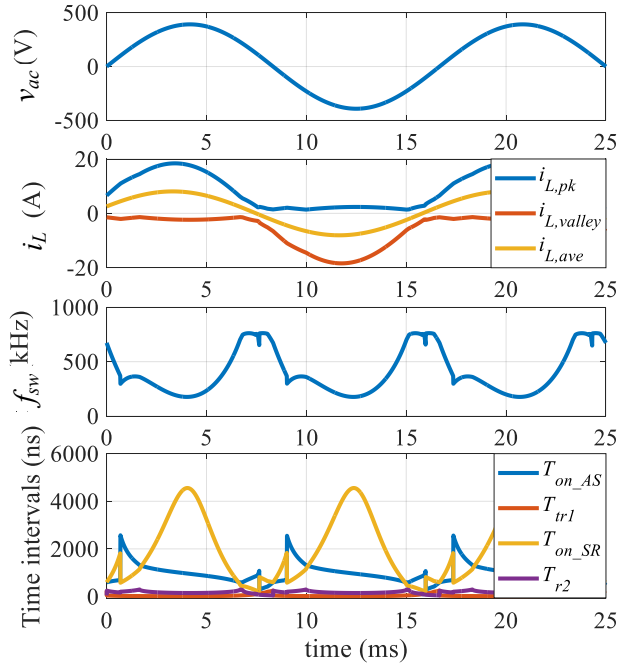 500
0
-500
v_ac (V)
0 5 10 15 20 25
20
0
-20
i_L (A)
i_L,pk
i_L,valley
i_L,ave
0 5 10 15 20 25
1000
500
0
f_sw (kHz)
0 5 10 15 20 25
6000
4000
2000
0
Time intervals (ns)
T_on_AS
T_tr1
T_on_SR
T_r2
0 5 10 15 20 25
time (ms)